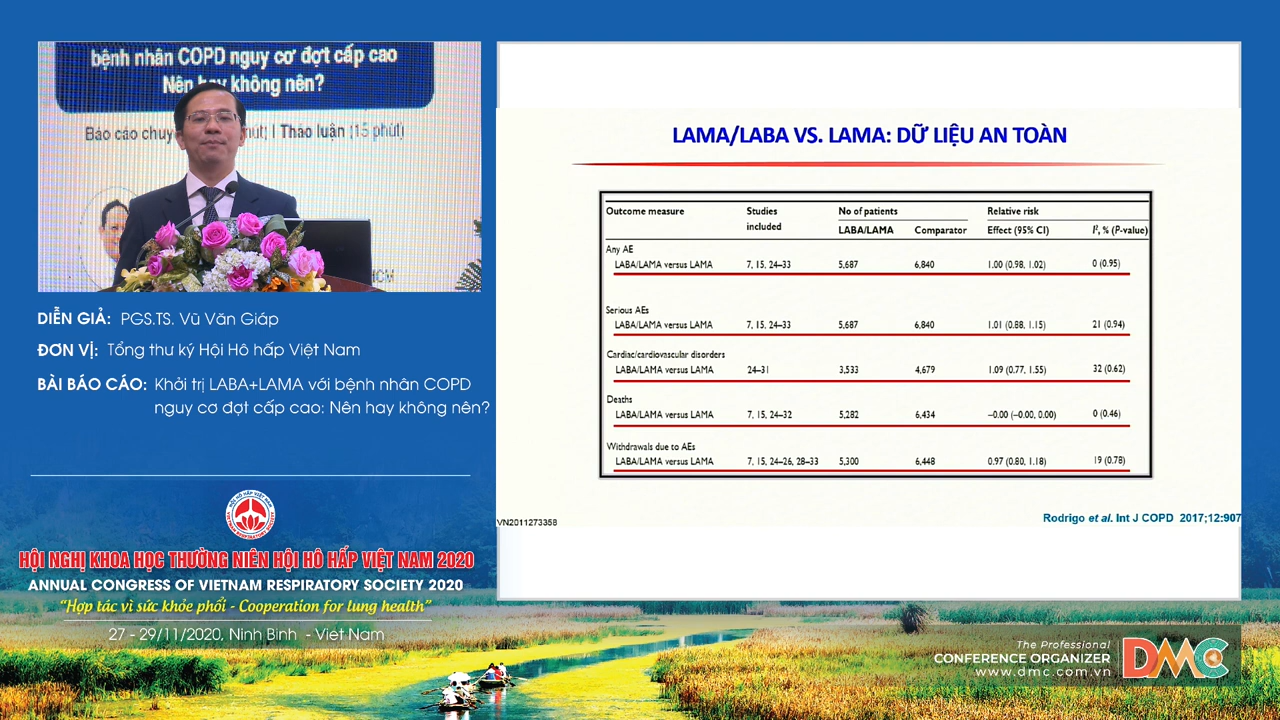 bệnh nhân COPD nguy cơ đợt cấp cao
Nên hay không nên?
Báo cáo chuy
phút) I Thảo luận (15 phút)
HCM
DIỄN GIẢ: PGS.TS. Vũ Văn Giáp
ĐƠN VỊ: Tổng thư ký Hội Hô hấp Việt Nam
BÀI BÁO CÁO: Khởi trị LABA+LAMA với bệnh nhân COPD
nguy cơ đợt cấp cao: Nên hay không nên?
HỘI NGHỊ KHOA HỌC THƯỜNG NIÊN HỘI HÔ HẤP VIỆT NAM 2020
ANNUAL CONGRESS OF VIETNAM RESPIRATORY SOCIETY 2020
“Hợp tác vì sức khỏe phổi - Cooperation for lung health”
27 - 29/11/2020, Ninh Bình - Việt Nam
LAMA/LABA VS. LAMA: DỮ LIỆU AN TOÀN
Outcome measure Studies included No of patients Relative risk
LABA/LAMA Comparator Effect (95% CI) I², % (P-value)
Any AE
LABA/LAMA versus LAMA 7, 15, 24–33 5,687 6,840 1.00 (0.98, 1.02) 0 (0.95)
Serious AEs
LABA/LAMA versus LAMA 7, 15, 24–33 5,687 6,840 1.01 (0.88, 1.15) 21 (0.94)
Cardiac/cardiovascular disorders
LABA/LAMA versus LAMA 24–31 3,533 4,679 1.09 (0.77, 1.55) 32 (0.62)
Deaths
LABA/LAMA versus LAMA 7, 15, 24–32 5,282 6,434 –0.00 (–0.00, 0.00) 0 (0.46)
Withdrawals due to AEs
LABA/LAMA versus LAMA 7, 15, 24–26, 28–33 5,300 6,448 0.97 (0.80, 1.18) 19 (0.78)
VN2011273358
Rodrigo et al. Int J COPD 2017;12:907
The Professional
CONFERENCE ORGANIZER
www.dmc.com.vn
DMC